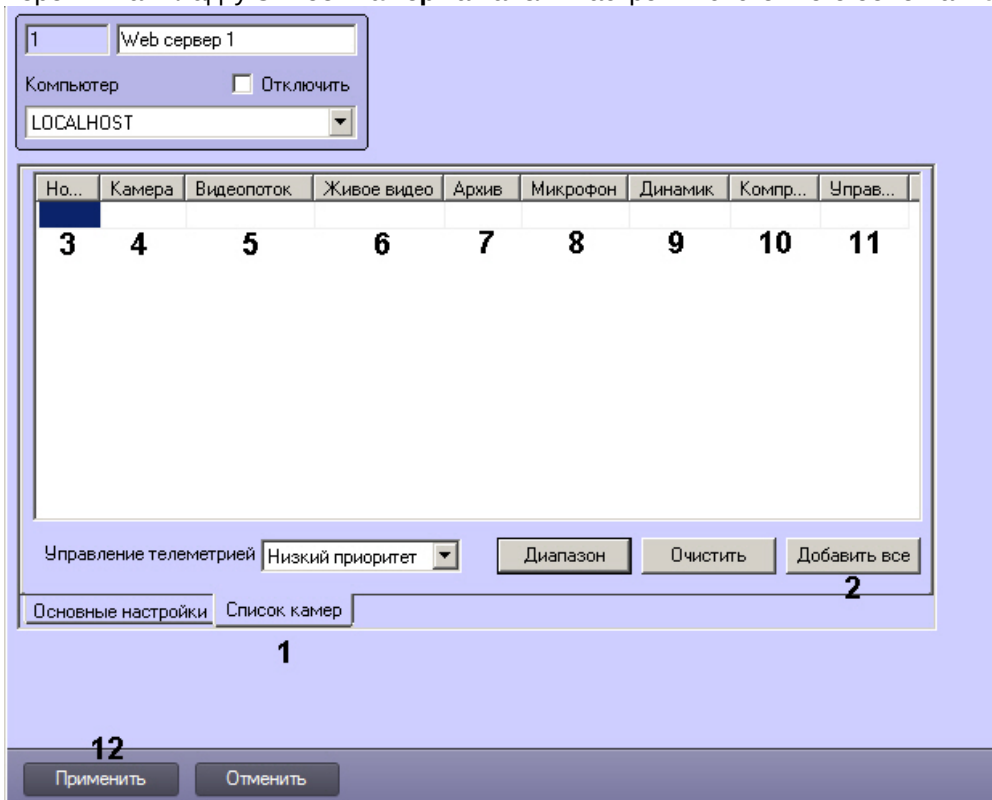 1
Web сервер 1
Компьютер Отключить
LOCALHOST
Но... Камера Видеопоток Живое видео Архив Микрофон Динамик Компр... Управ...
3 4 5 6 7 8 9 10 11
Управление телеметрией Низкий приоритет Диапазон Очистить Добавить все
2
Основные настройки Список камер
1
12
Применить Отменить